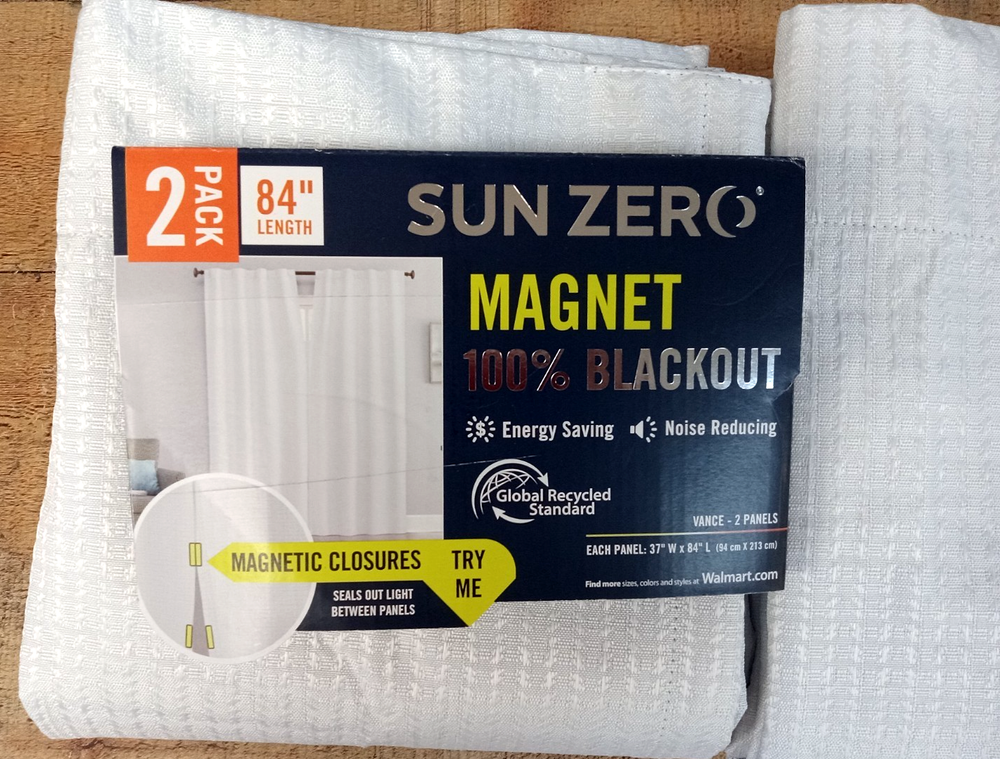 2 PACK
84"
LENGTH
SUN ZERO
MAGNET
100% BLACKOUT
$ Energy Saving
Noise Reducing
Global Recycled
Standard
VANCE - 2 PANELS
EACH PANEL: 37" W x 84" L (94 cm X 213 cm)
Find more sizes, colors and styles at Walmart.com
MAGNETIC CLOSURES
TRY
ME
SEALS OUT LIGHT
BETWEEN PANELS